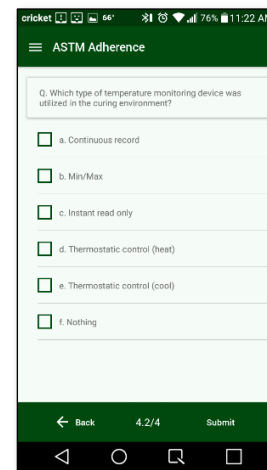 cricket 66° 76% 11:22 AM
ASTM Adherence
Q. Which type of temperature monitoring device was
utilized in the curing environment?
a. Continuous record
b. Min/Max
c. Instant read only
d. Thermostatic control (heat)
e. Thermostatic control (cool)
f. Nothing
Back 4.2/4 Submit